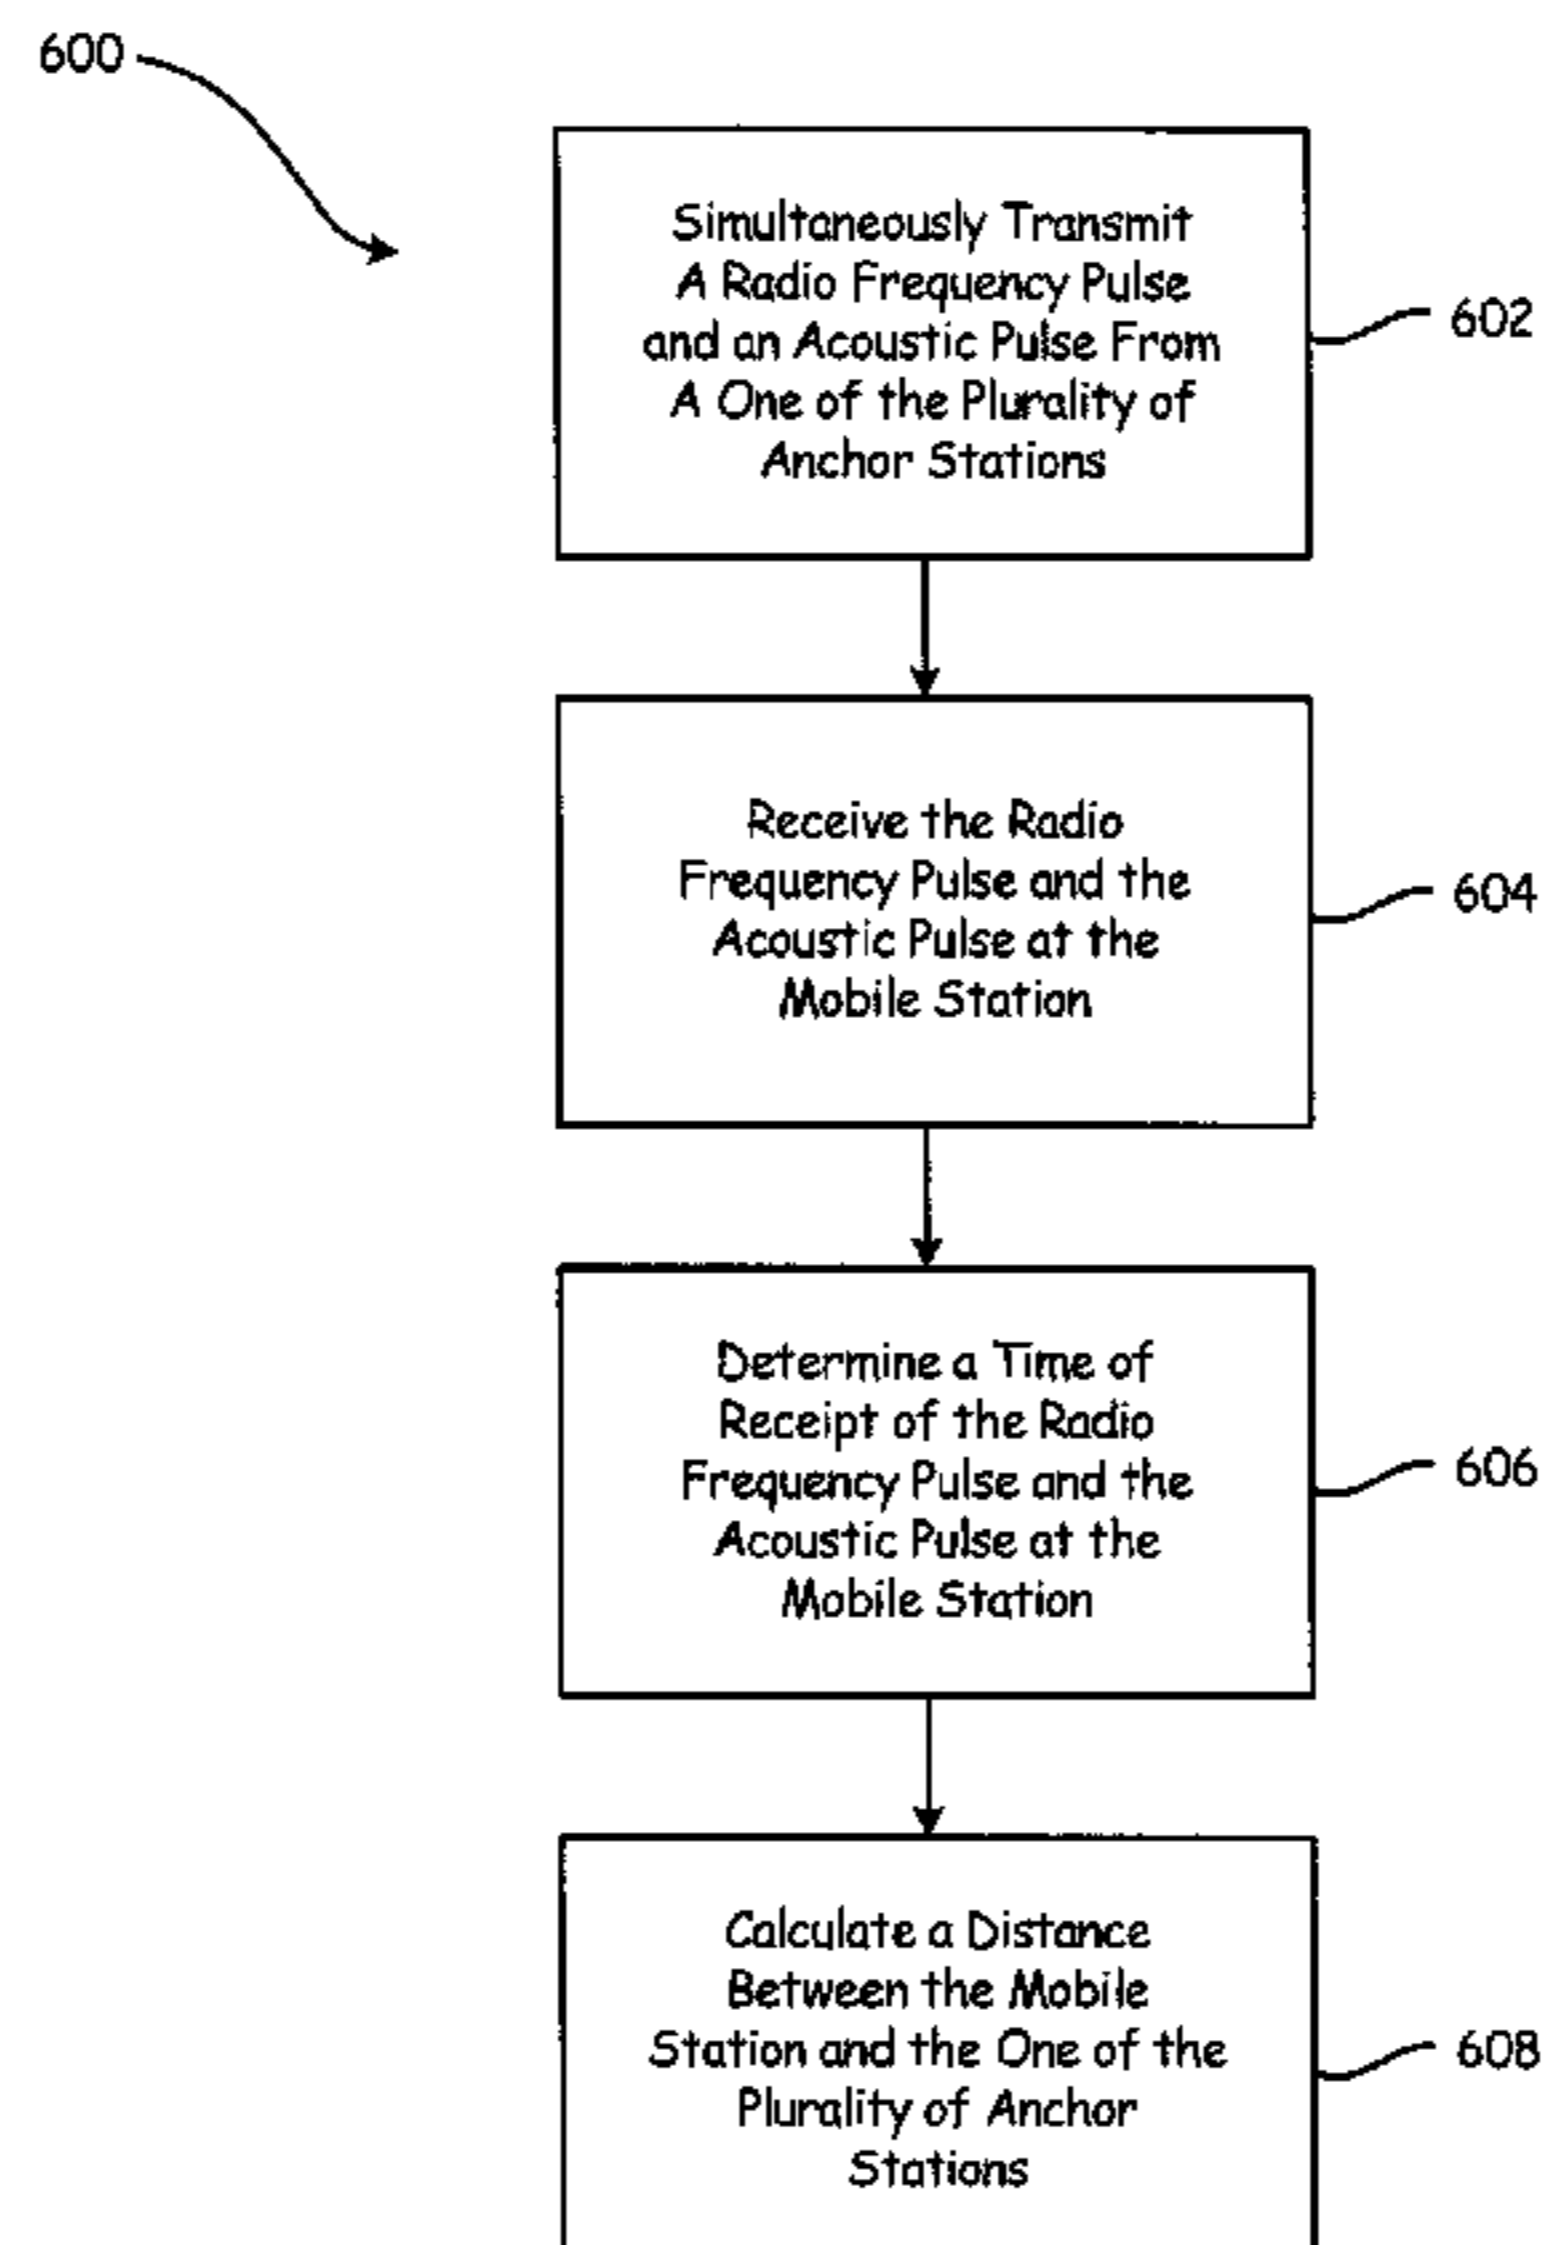 600
Simultaneously Transmit
A Radio Frequency Pulse
and an Acoustic Pulse From
A One of the Plurality of
Anchor Stations
602
Receive the Radio
Frequency Pulse and the
Acoustic Pulse at the
Mobile Station
604
Determine a Time of
Receipt of the Radio
Frequency Pulse and the
Acoustic Pulse at the
Mobile Station
606
Calculate a Distance
Between the Mobile
Station and the One of the
Plurality of Anchor
Stations
608